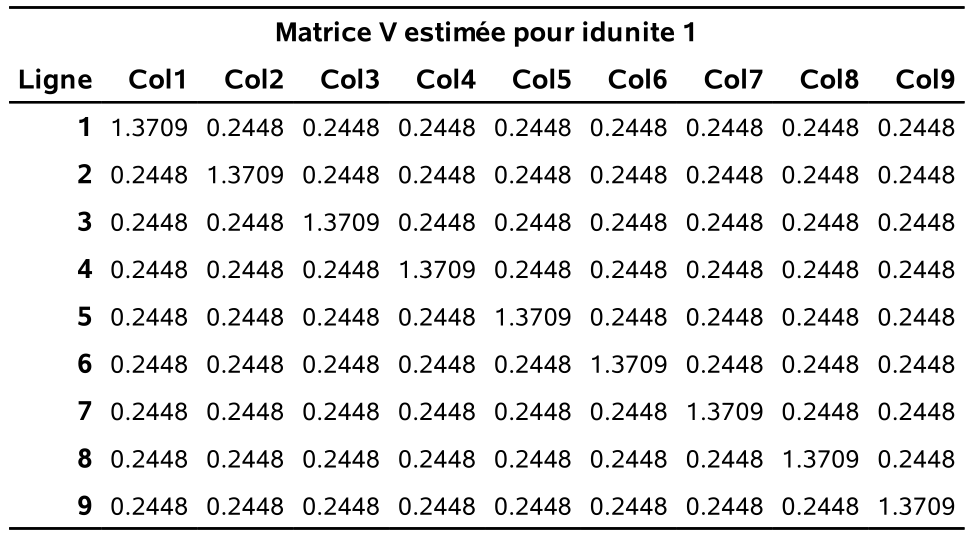 Matrice V estimée pour idunite 1
Ligne Col1 Col2 Col3 Col4 Col5 Col6 Col7 Col8 Col9
1 1.3709 0.2448 0.2448 0.2448 0.2448 0.2448 0.2448 0.2448 0.2448
2 0.2448 1.3709 0.2448 0.2448 0.2448 0.2448 0.2448 0.2448 0.2448
3 0.2448 0.2448 1.3709 0.2448 0.2448 0.2448 0.2448 0.2448 0.2448
4 0.2448 0.2448 0.2448 1.3709 0.2448 0.2448 0.2448 0.2448 0.2448
5 0.2448 0.2448 0.2448 0.2448 1.3709 0.2448 0.2448 0.2448 0.2448
6 0.2448 0.2448 0.2448 0.2448 0.2448 1.3709 0.2448 0.2448 0.2448
7 0.2448 0.2448 0.2448 0.2448 0.2448 0.2448 1.3709 0.2448 0.2448
8 0.2448 0.2448 0.2448 0.2448 0.2448 0.2448 0.2448 1.3709 0.2448
9 0.2448 0.2448 0.2448 0.2448 0.2448 0.2448 0.2448 0.2448 1.3709